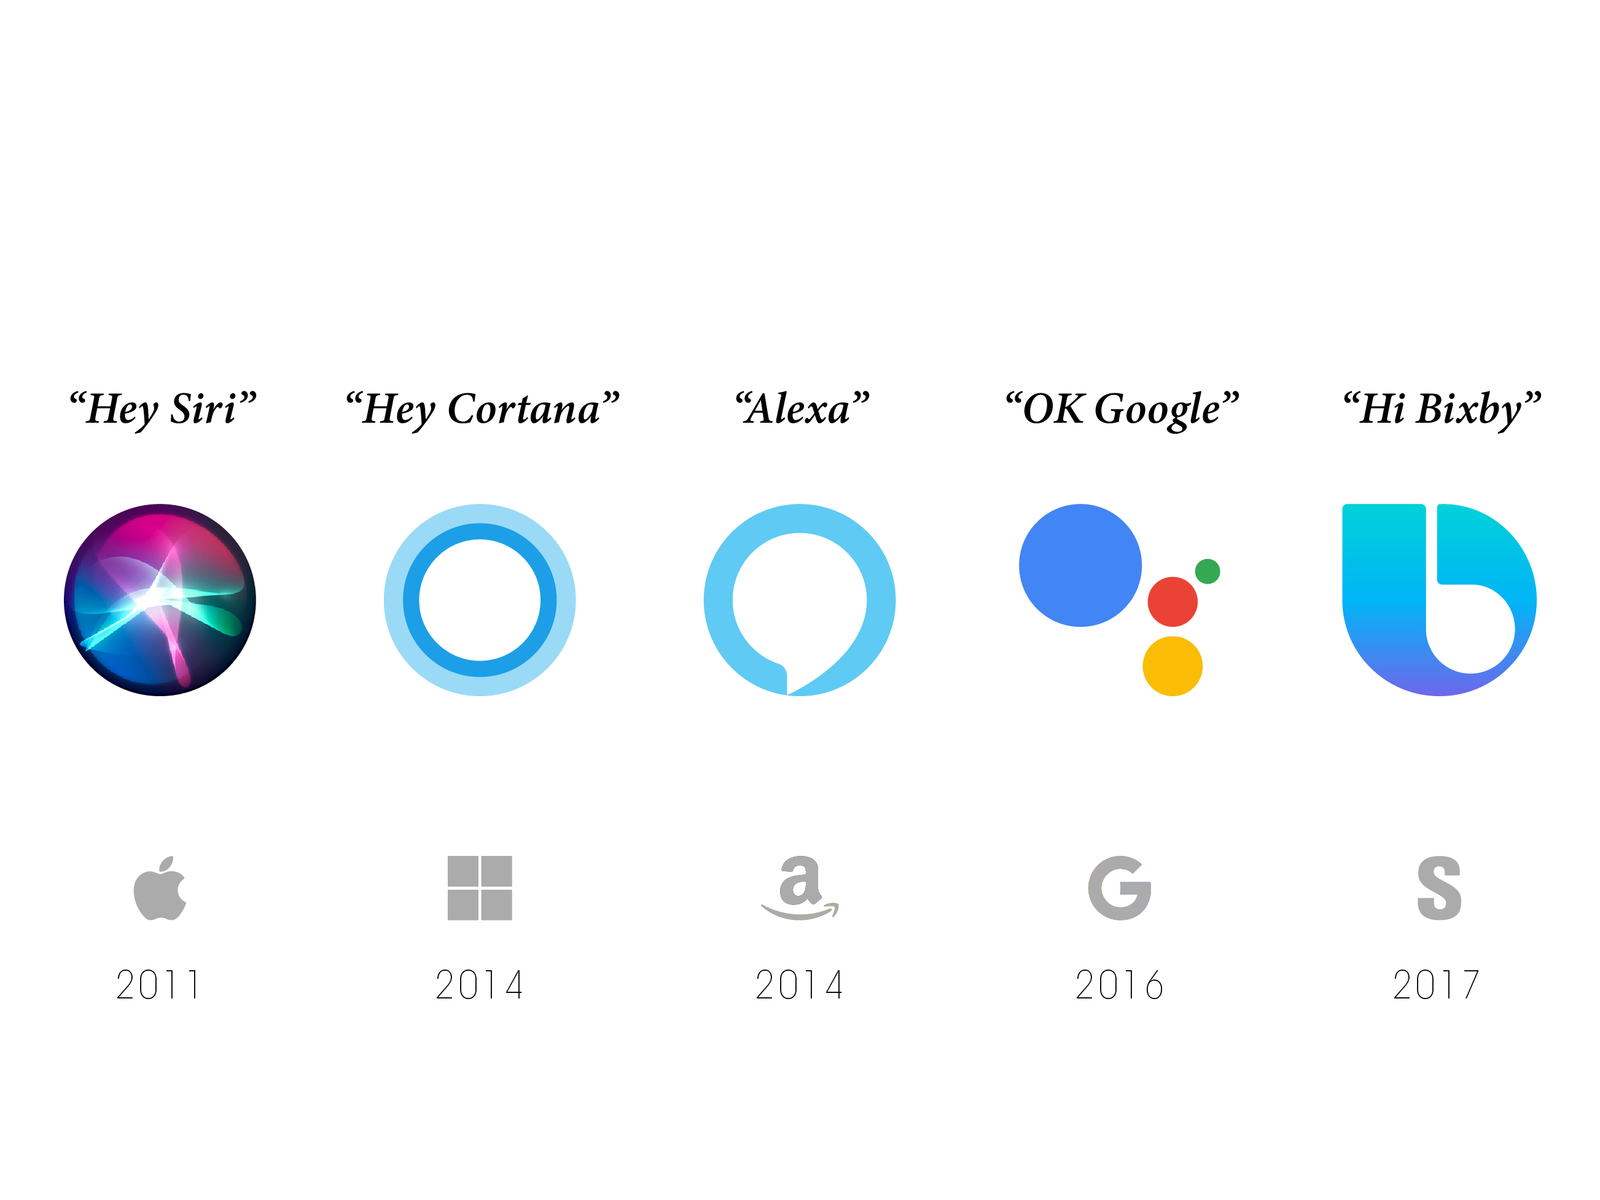 “Hey Siri” “Hey Cortana” “Alexa” “OK Google” “Hi Bixby”
a G S
2011 2014 2014 2016 2017